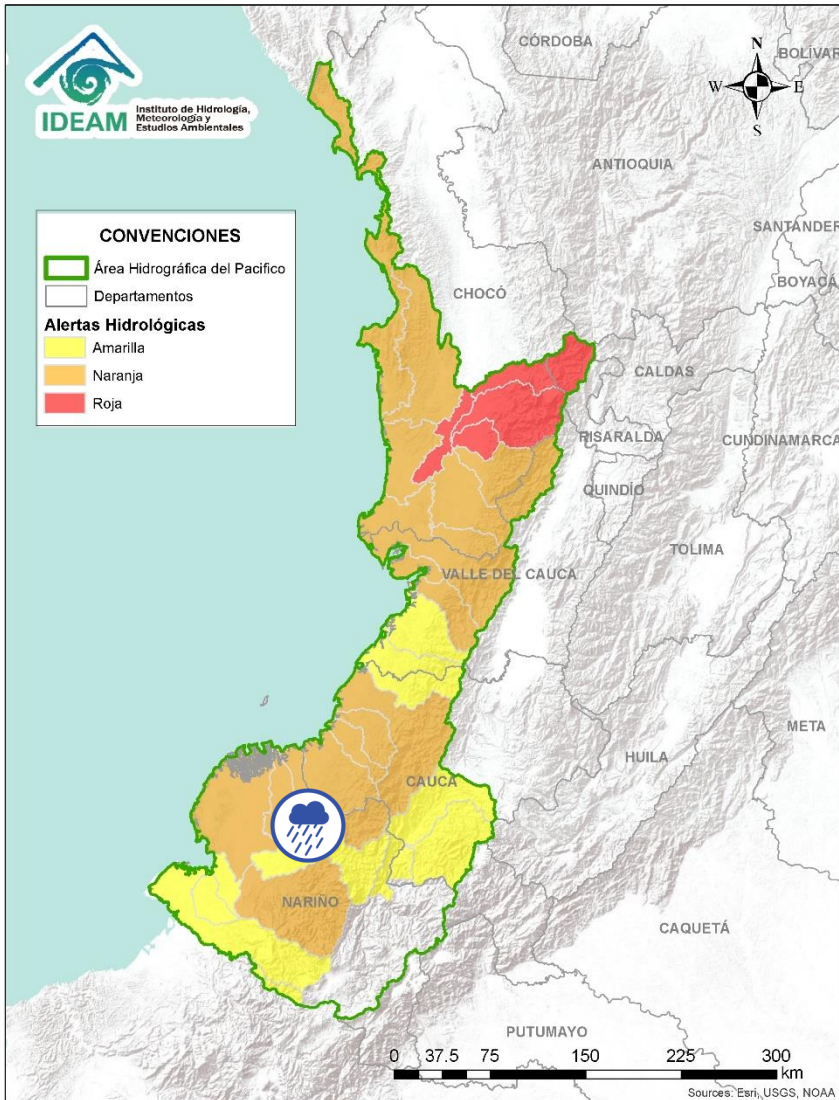 IDEAM
Instituto de Hidrología,
Meteorología y
Estudios Ambientales
CÓRDOBA
BOLÍVAR
N
W
E
S
ANTIOQUIA
SANTANDER
BOYACÁ
CONVENCIONES
Área Hidrográfica del Pacifico
Departamentos
Alertas Hidrológicas
Amarilla
Naranja
Roja
CHOCÓ
CALDAS
RISARALDA
CUNDINAMARCA
QUINDÍO
TOLIMA
VALLE DEL CAUCA
META
HUILA
CAUCA
NARIÑO
CAQUETÁ
PUTUMAYO
0 37.5 75 150 225 300
km
Sources: Esri, USGS, NOAA